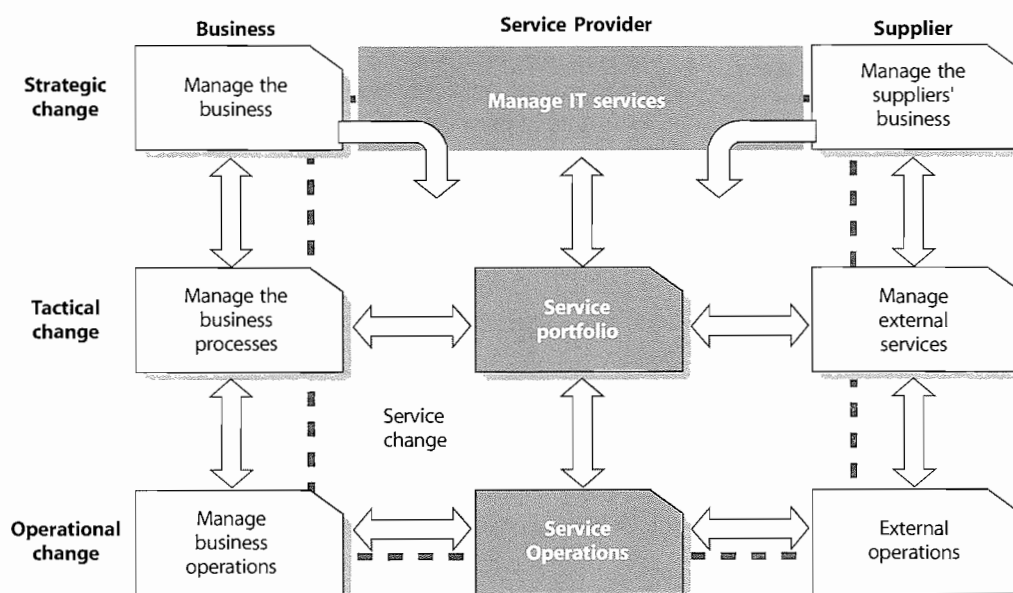 Business
Service Provider
Supplier
Strategic
change
Manage the
business
Manage IT services
Manage the
suppliers'
business
Tactical
change
Manage the
business
processes
Service
portfolio
Manage
external
services
Service
change
Operational
change
Manage
business
operations
Service
Operations
External
operations